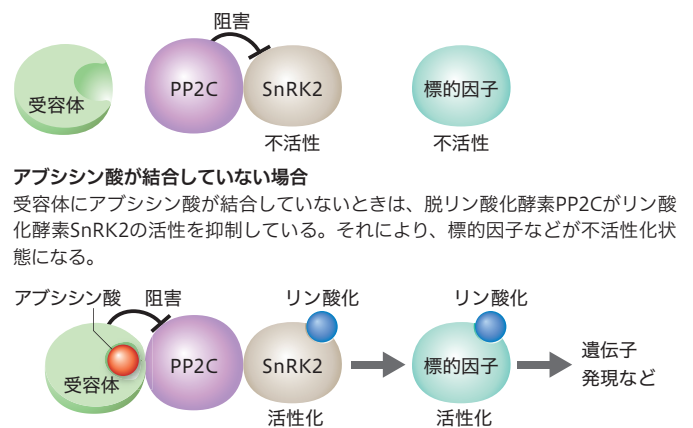 阻害
受容体
PP2C
SnRK2
標的因子
不活性
不活性
アブシシン酸が結合していない場合
受容体にアブシシン酸が結合していないときは、脱リン酸化酵素PP2Cがリン酸
化酵素SnRK2の活性を抑制している。それにより、標的因子などが不活性化状
態になる。
アブシシン酸
阻害
リン酸化
リン酸化
受容体
PP2C
SnRK2
標的因子
遺伝子
発現など
活性化
活性化